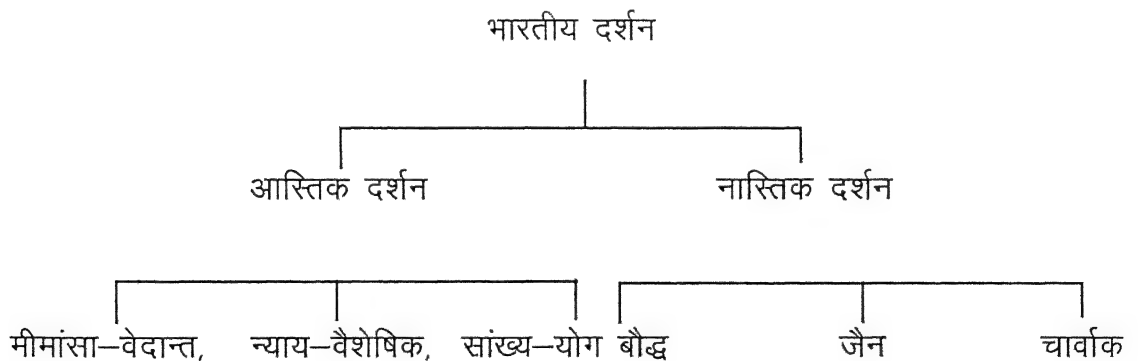 भारतीय दर्शन
आस्तिक दर्शन नास्तिक दर्शन
मीमांसा–वेदान्त, न्याय–वैशेषिक, सांख्य–योग बौद्ध जैन चार्वाक